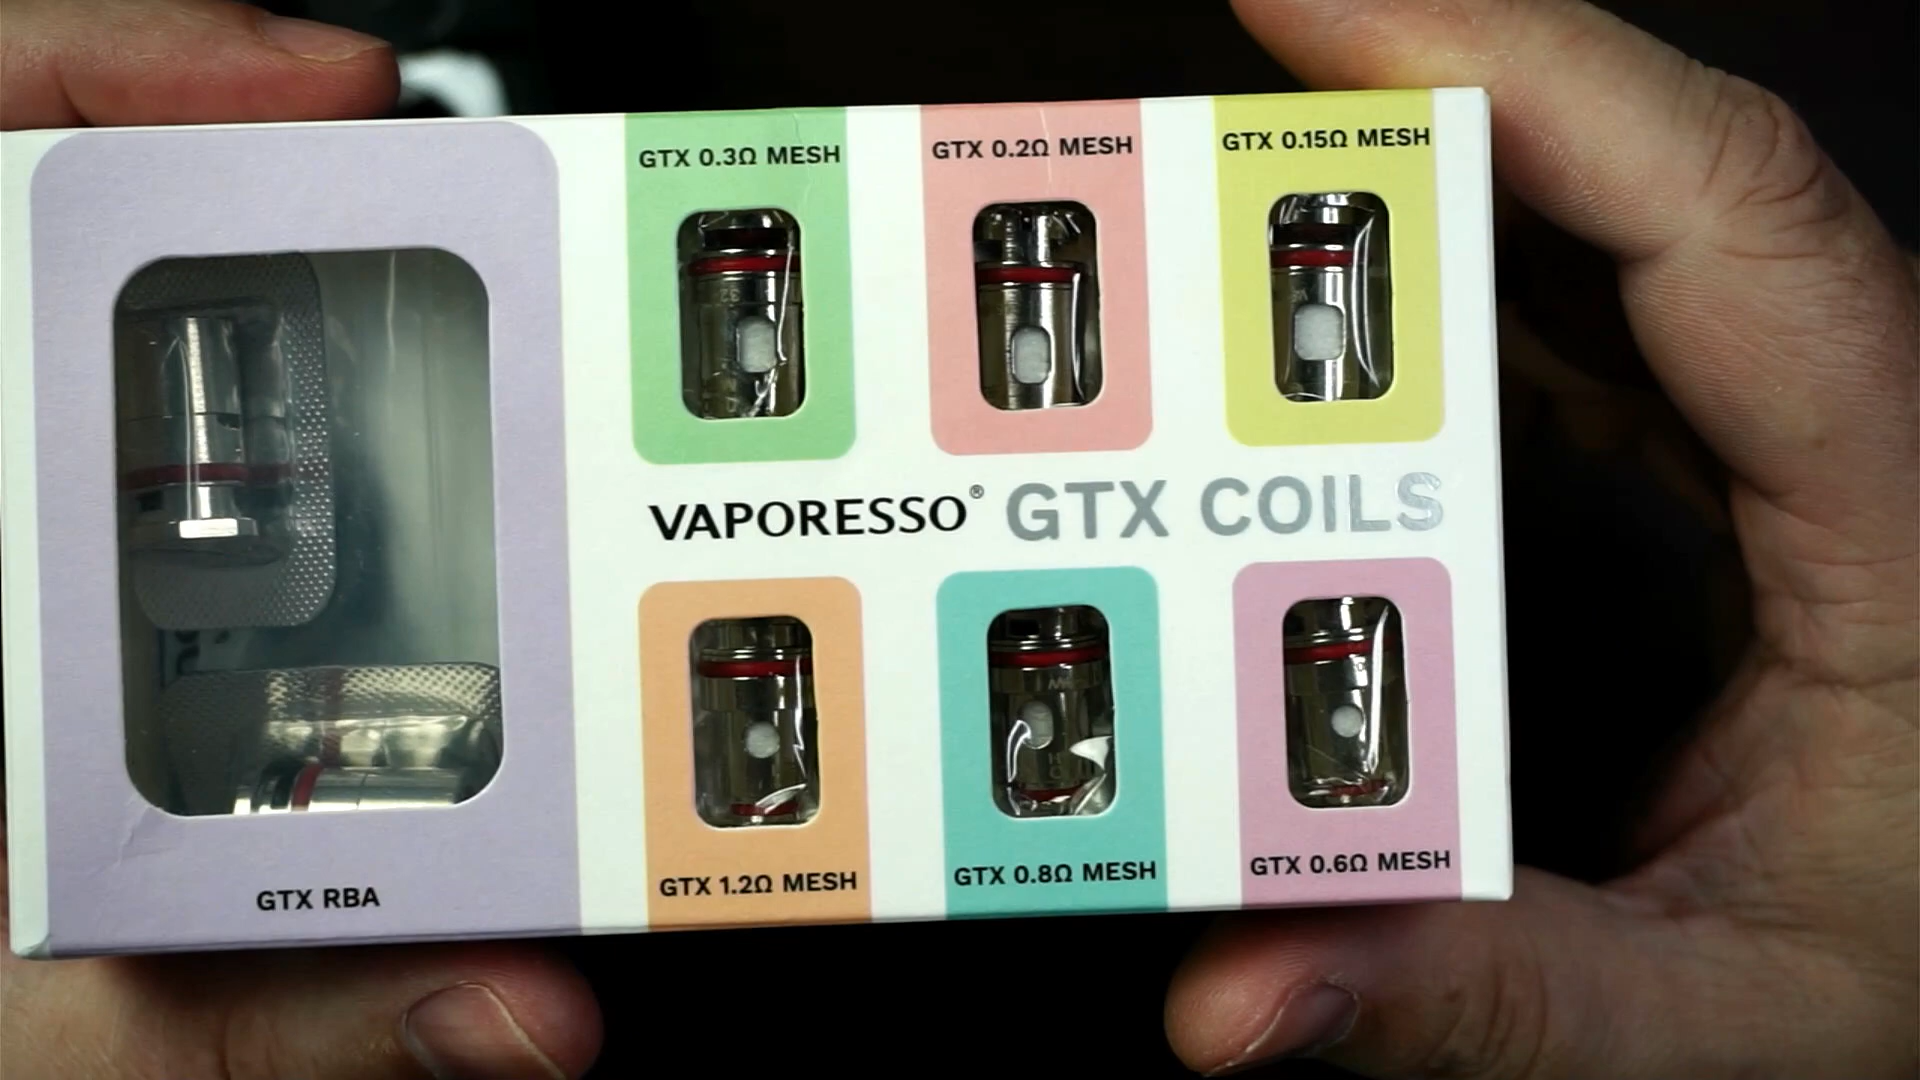 GTX 0.3Ω MESH
GTX 0.2Ω MESH
GTX 0.15Ω MESH
VAPORESSO® GTX COILS
GTX RBA
GTX 1.2Ω MESH
GTX 0.8Ω MESH
GTX 0.6Ω MESH